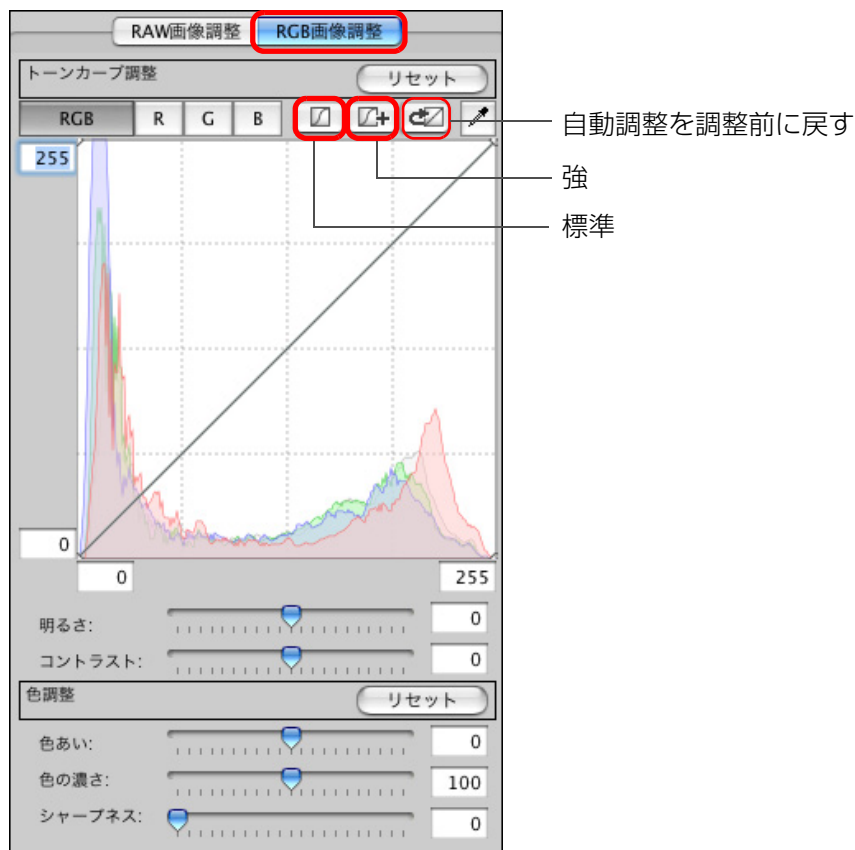 RAW画像調整 RGB画像調整
トーンカーブ調整 リセット
RGB R G B
自動調整を調整前に戻す
強
標準
255
0
0 255
明るさ: 0
コントラスト: 0
色調整 リセット
色あい: 0
色の濃さ: 100
シャープネス: 0